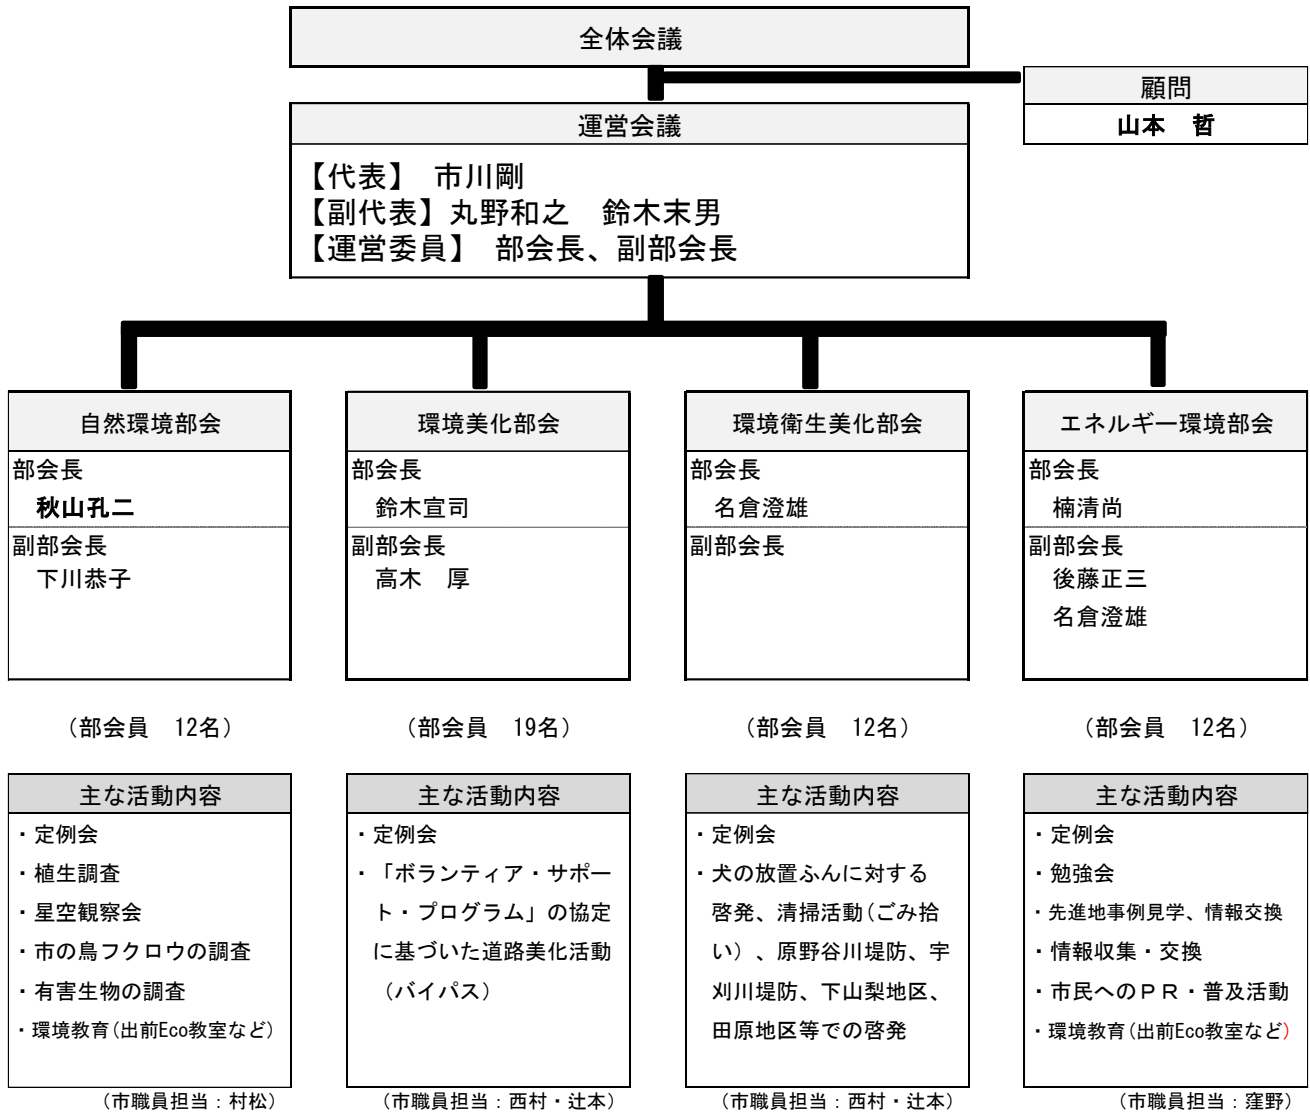 全体会議
顧問
山本　哲
運営会議
【代表】　市川剛
【副代表】丸野和之　鈴木末男
【運営委員】　部会長、副部会長
自然環境部会
部会長
秋山孔二
副部会長
下川恭子
（部会員　12名）
主な活動内容
・定例会
・植生調査
・星空観察会
・市の鳥フクロウの調査
・有害生物の調査
・環境教育(出前Eco教室など)
（市職員担当：村松）
環境美化部会
部会長
鈴木宣司
副部会長
高木　厚
（部会員　19名）
主な活動内容
・定例会
・「ボランティア・サポー
ト・プログラム」の協定
に基づいた道路美化活動
（バイパス）
（市職員担当：西村・辻本）
環境衛生美化部会
部会長
名倉澄雄
副部会長
（部会員　12名）
主な活動内容
・定例会
・犬の放置ふんに対する
啓発、清掃活動(ごみ拾
い）、原野谷川堤防、宇
刈川堤防、下山梨地区、
田原地区等での啓発
（市職員担当：西村・辻本）
エネルギー環境部会
部会長
楠清尚
副部会長
後藤正三
名倉澄雄
（部会員　12名）
主な活動内容
・定例会
・勉強会
・先進地事例見学、情報交換
・情報収集・交換
・市民へのＰＲ・普及活動
・環境教育(出前Eco教室など)
（市職員担当：窪野）